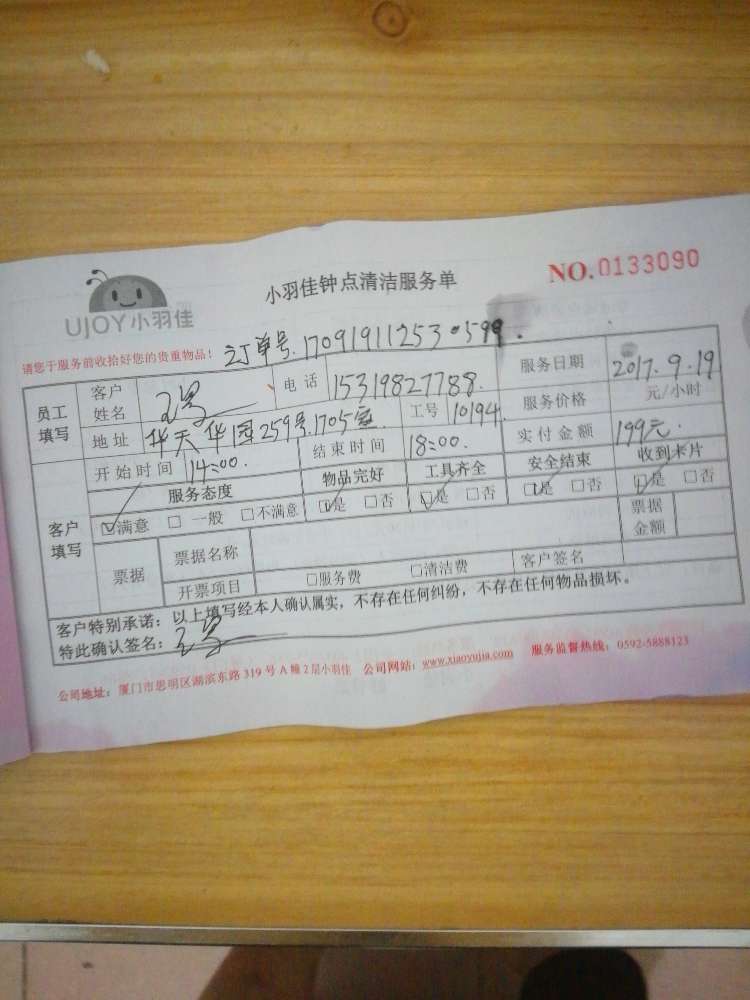 UJOY小羽佳
小羽佳钟点清洁服务单
NO.0133090
请您于服务前收拾好您的贵重物品！
订单号.170919112530599.
员工填写 客户姓名 电话 15319827788. 服务日期 2017.9.19
地址 华天华园259号.1705室 工号 10194. 服务价格 元/小时
开始时间 14:00. 结束时间 18:00. 实付金额 199元.
客户填写 服务态度 物品完好 工具齐全 安全结束 收到卡片
☑满意 □一般 □不满意 ☑是 □否 ☑是 □否 ☑是 □否 ☑是 □否
票据 票据名称 票据金额
开票项目 □服务费 □清洁费 客户签名
客户特别承诺：以上填写经本人确认属实，不存在任何纠纷，不存在任何物品损坏。
特此确认签名：
公司地址：厦门市思明区湖滨东路 319 号 A 幢 2 层小羽佳 公司网站：www.xiaoyujia.com 服务监督热线：0592-5888123